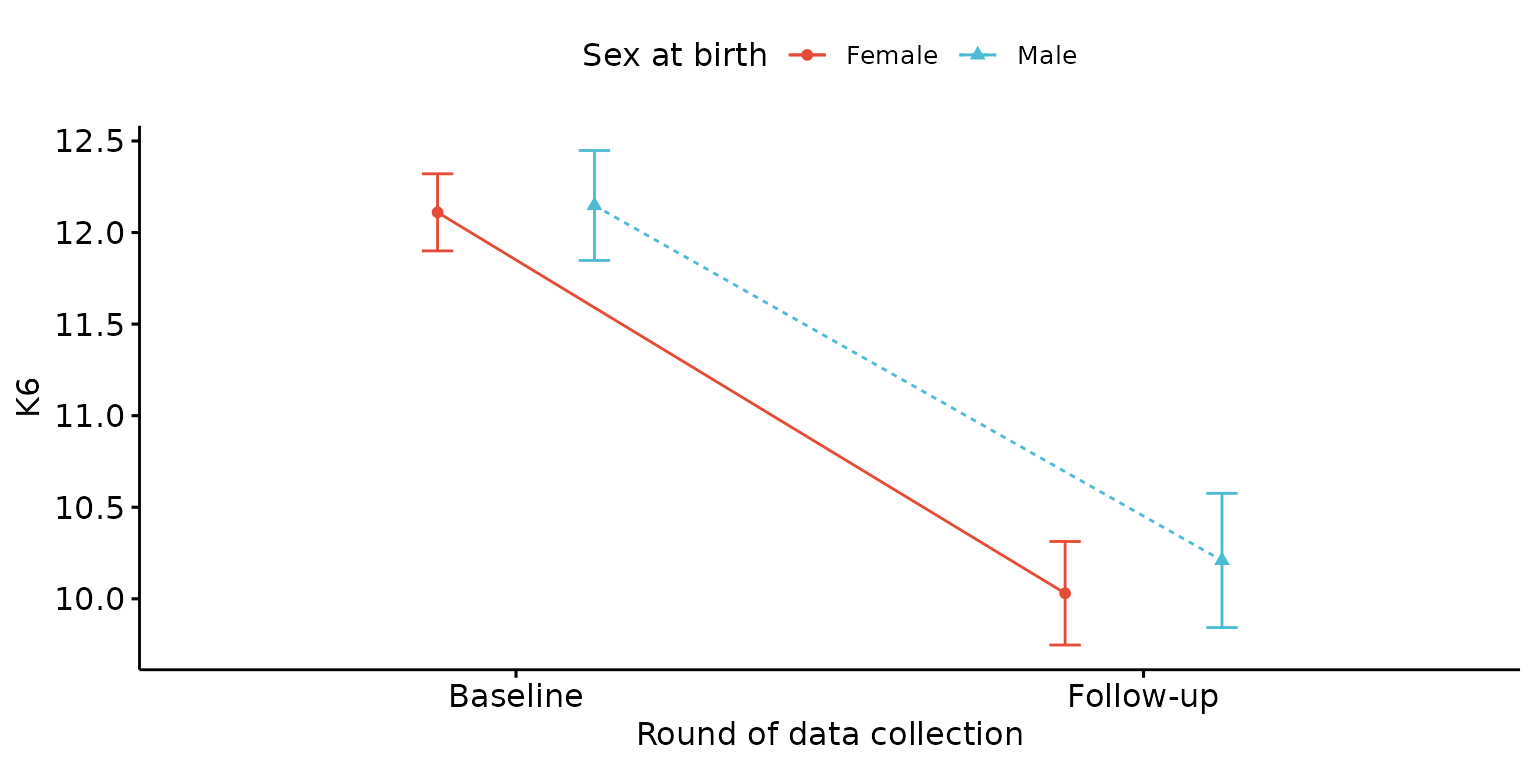 Sex at birth Female Male
12.5
12.0
11.5
11.0
10.5
10.0
K6
Baseline Follow-up
Round of data collection